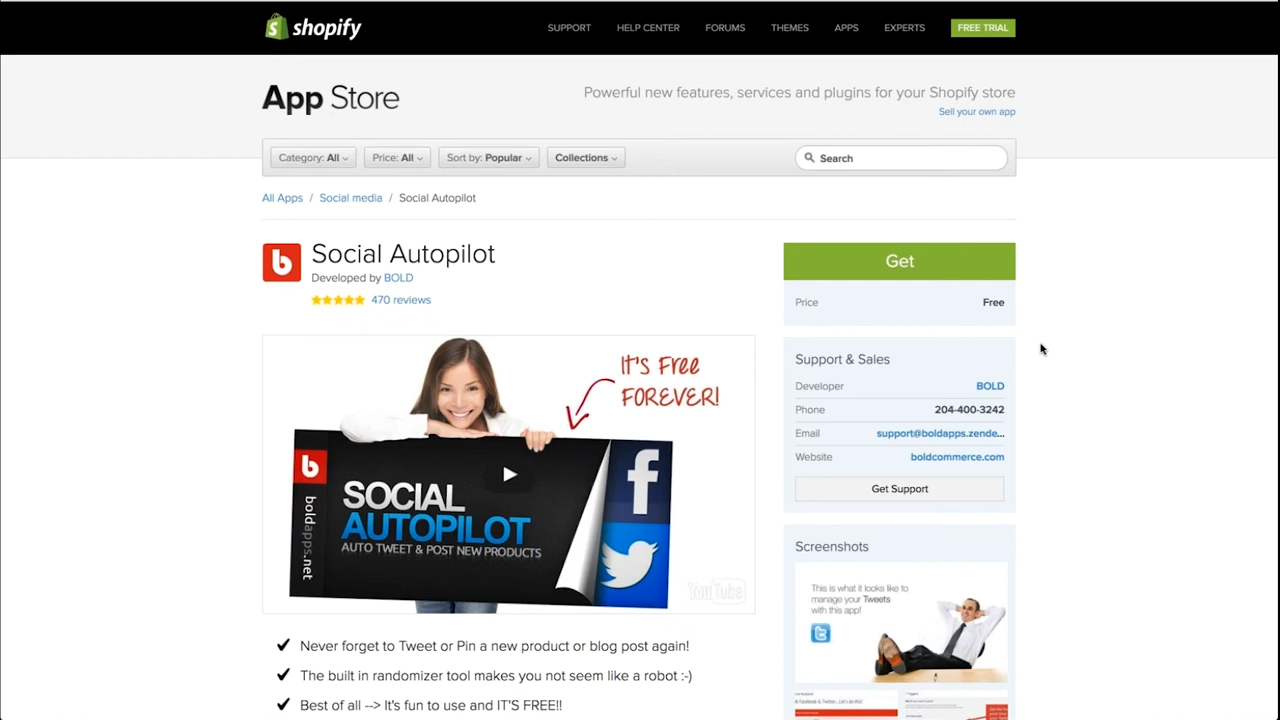 shopify
SUPPORT HELP CENTER FORUMS THEMES APPS EXPERTS FREE TRIAL
App Store
Powerful new features, services and plugins for your Shopify store
Sell your own app
Category: All Price: All Sort by: Popular Collections Search
All Apps / Social media / Social Autopilot
Social Autopilot
Developed by BOLD
470 reviews
It's Free
FOREVER!
b
boldapps.net
SOCIAL
AUTOPILOT
AUTO TWEET & POST NEW PRODUCTS
f
YouTube
Never forget to Tweet or Pin a new product or blog post again!
The built in randomizer tool makes you not seem like a robot :-)
Best of all --> It's fun to use and IT'S FREE!!
Get
Price Free
Support & Sales
Developer BOLD
Phone 204-400-3242
Email support@boldapps.zende...
Website boldcommerce.com
Get Support
Screenshots
This is what it looks like to
manage your Tweets
with this app!